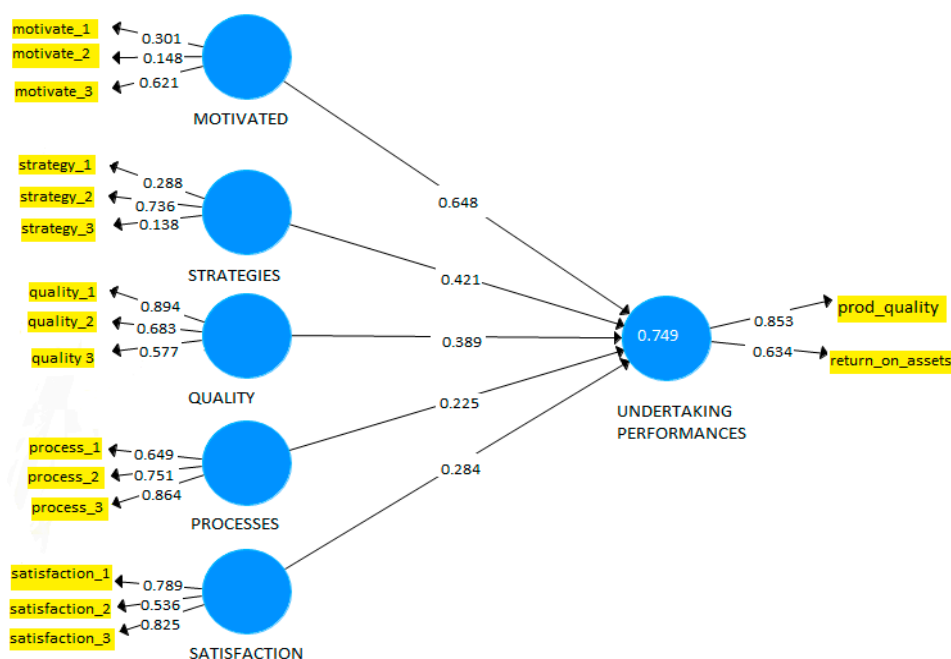 motivate_1
0.301
motivate_2
0.148
motivate_3
0.621
MOTIVATED
strategy_1
0.288
strategy_2
0.736
strategy_3
0.138
STRATEGIES
quality_1
0.894
quality_2
0.683
quality 3
0.577
QUALITY
process_1
0.649
process_2
0.751
process_3
0.864
PROCESSES
satisfaction_1
0.789
satisfaction_2
0.536
satisfaction_3
0.825
SATISFACTION
0.648
0.421
0.389
0.225
0.284
0.749
UNDERTAKING
PERFORMANCES
prod_quality
0.853
return_on_assets
0.634